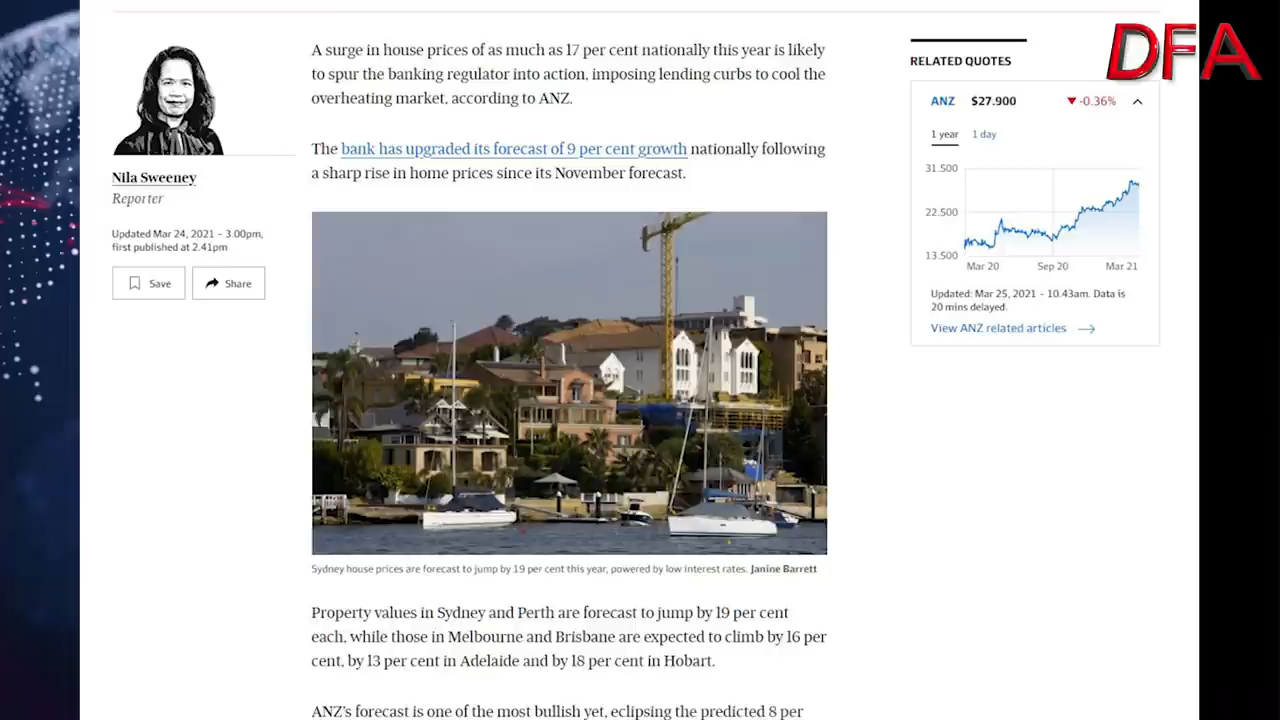 DFA
A surge in house prices of as much as 17 per cent nationally this year is likely
to spur the banking regulator into action, imposing lending curbs to cool the
overheating market, according to ANZ.
The bank has upgraded its forecast of 9 per cent growth nationally following
a sharp rise in home prices since its November forecast.
Nila Sweeney
Reporter
Updated Mar 24, 2021 – 3.00pm,
first published at 2.41pm
Save
Share
Sydney house prices are forecast to jump by 19 per cent this year, powered by low interest rates. Janine Barrett
Property values in Sydney and Perth are forecast to jump by 19 per cent
each, while those in Melbourne and Brisbane are expected to climb by 16 per
cent, by 13 per cent in Adelaide and by 18 per cent in Hobart.
ANZ's forecast is one of the most bullish yet, eclipsing the predicted 8 per
RELATED QUOTES
ANZ $27.900 ▼ -0.36%
1 year 1 day
31.500
22.500
13.500
Mar 20 Sep 20 Mar 21
Updated: Mar 25, 2021 – 10.43am. Data is
20 mins delayed.
View ANZ related articles →